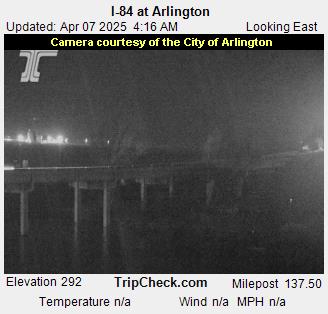 I-84 at Arlington
Updated: Apr 07 2025 4:16 AM Looking East
Camera courtesy of the City of Arlington
Elevation 292 TripCheck.com Milepost 137.50
Temperature n/a Wind n/a MPH n/a